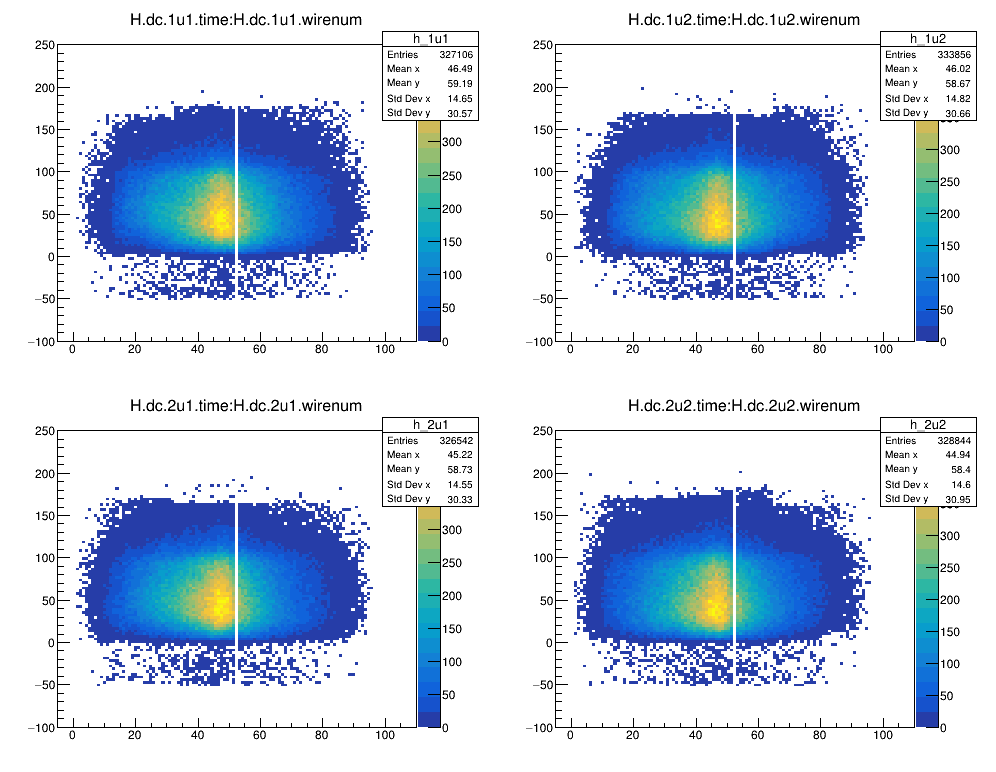 H.dc.1u1.time:H.dc.1u1.wirenum
h_1u1
Entries 327106
Mean x 46.49
Mean y 59.19
Std Dev x 14.65
Std Dev y 30.57
250
200
150
100
50
0
−50
−100
0 20 40 60 80 100
300
250
200
150
100
50
0
H.dc.1u2.time:H.dc.1u2.wirenum
h_1u2
Entries 333856
Mean x 46.02
Mean y 58.67
Std Dev x 14.82
Std Dev y 30.66
250
200
150
100
50
0
−50
−100
0 20 40 60 80 100
300
250
200
150
100
50
0
H.dc.2u1.time:H.dc.2u1.wirenum
h_2u1
Entries 326542
Mean x 45.22
Mean y 58.73
Std Dev x 14.55
Std Dev y 30.33
250
200
150
100
50
0
−50
−100
0 20 40 60 80 100
300
250
200
150
100
50
0
H.dc.2u2.time:H.dc.2u2.wirenum
h_2u2
Entries 328844
Mean x 44.94
Mean y 58.4
Std Dev x 14.6
Std Dev y 30.95
250
200
150
100
50
0
−50
−100
0 20 40 60 80 100
300
250
200
150
100
50
0